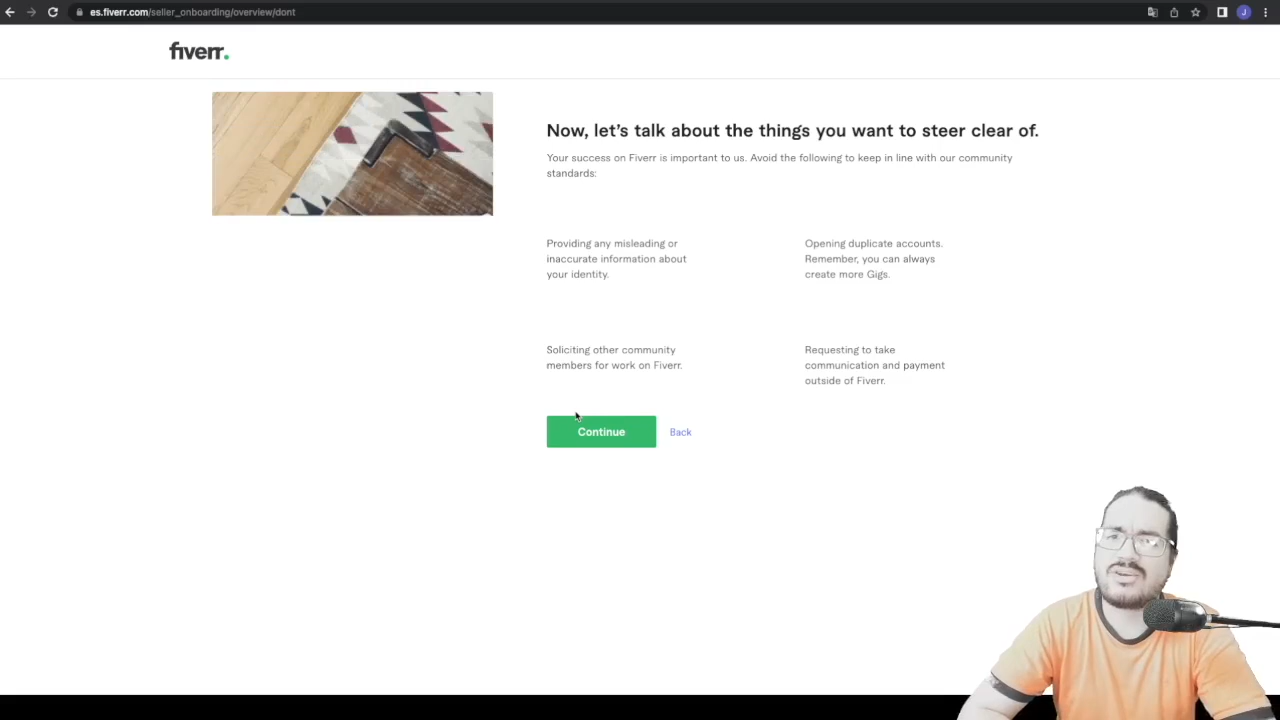 es.fiverr.com/seller_onboarding/overview/dont
J
fiverr.
Now, let's talk about the things you want to steer clear of.
Your success on Fiverr is important to us. Avoid the following to keep in line with our community
standards:
Providing any misleading or
inaccurate information about
your identity.
Opening duplicate accounts.
Remember, you can always
create more Gigs.
Soliciting other community
members for work on Fiverr.
Requesting to take
communication and payment
outside of Fiverr.
Continue
Back